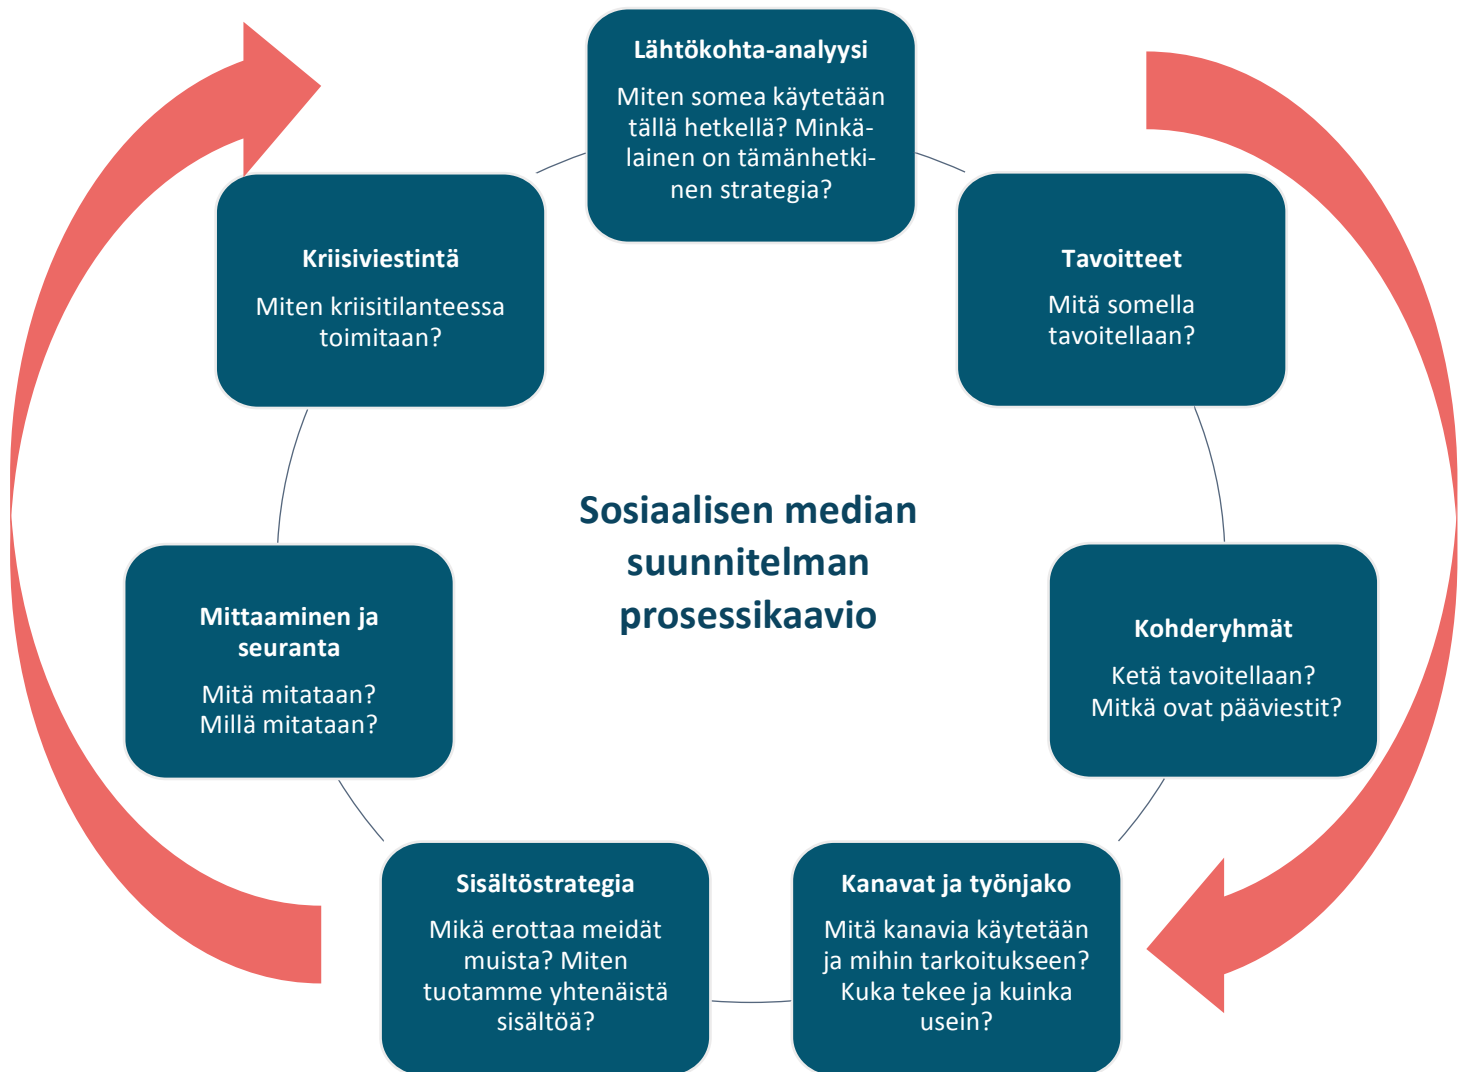 Lähtökohta-analyysi
Miten somea käytetään
tällä hetkellä? Minkä-
lainen on tämänhetki-
nen strategia?
Tavoitteet
Mitä somella
tavoitellaan?
Kohderyhmät
Ketä tavoitellaan?
Mitkä ovat pääviestit?
Kanavat ja työnjako
Mitä kanavia käytetään
ja mihin tarkoitukseen?
Kuka tekee ja kuinka
usein?
Sisältöstrategia
Mikä erottaa meidät
muista? Miten
tuotamme yhtenäistä
sisältöä?
Mittaaminen ja
seuranta
Mitä mitataan?
Millä mitataan?
Kriisiviestintä
Miten kriisitilanteessa
toimitaan?
Sosiaalisen median
suunnitelman
prosessikaavio